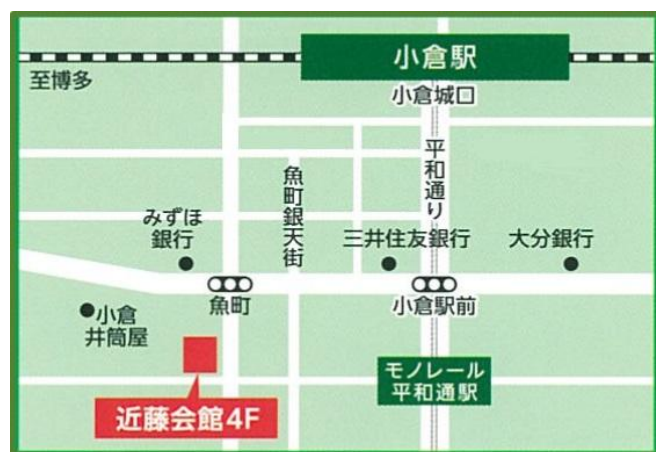 小倉駅
至博多
小倉城口
平和通り
魚町銀天街
みずほ
銀行
三井住友銀行
大分銀行
魚町
小倉駅前
小倉
井筒屋
モノレール
平和通駅
近藤会館4F